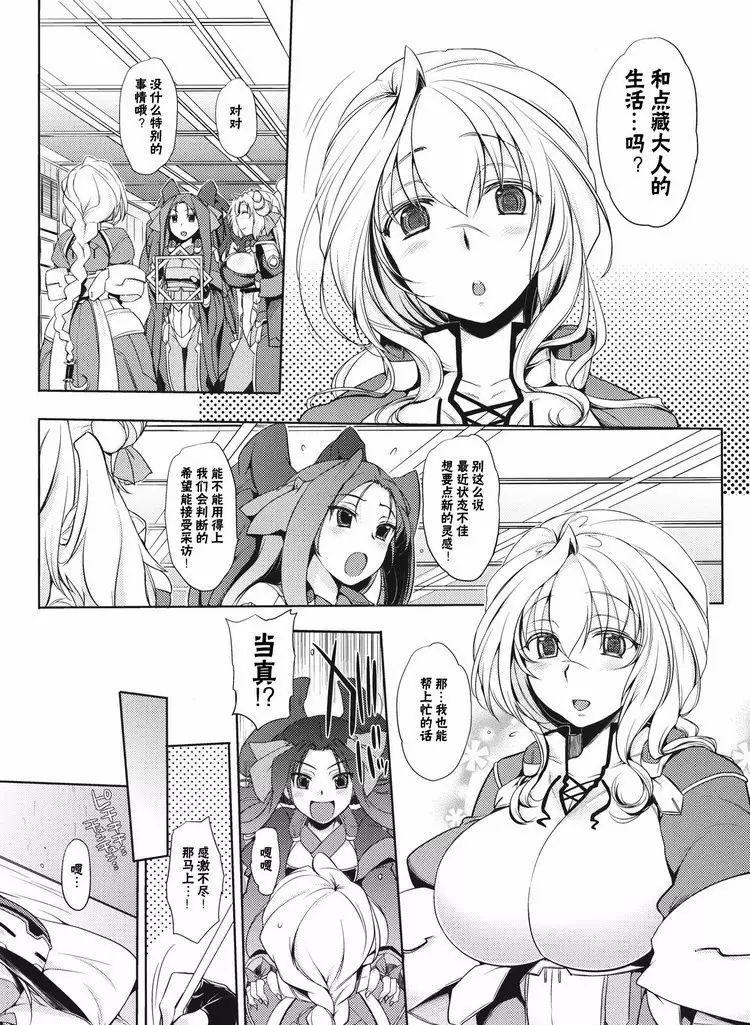 和点藏大人的
生活…吗？
对对
没什么特别的
事情哦？
别这么说
最近状态不佳
想要点新的灵感！
能不能用得上
我们会判断的
希望能接受采访！
那…我也能
帮上忙的话
当真!?
嗯嗯
感激不尽！
那马上…！
嗯…